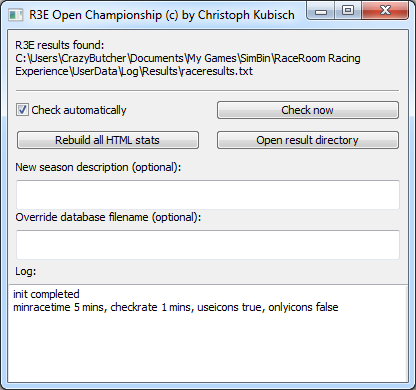 R3E Open Championship (c) by Christoph Kubisch
R3E results found:
C:\Users\CrazyButcher\Documents\My Games\SimBin\RaceRoom Racing
Experience\UserData\Log\Results\raceresults.txt
Check automatically
Check now
Rebuild all HTML stats
Open result directory
New season description (optional):
Override database filename (optional):
Log:
init completed
minracetime 5 mins, checkrate 1 mins, useicons true, onlyicons false